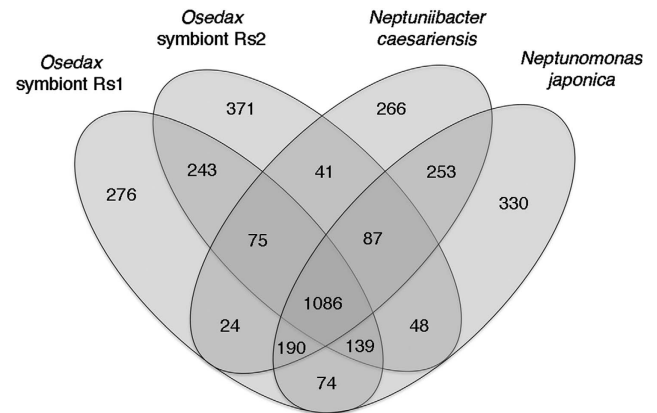 Osedax
symbiont Rs1
Osedax
symbiont Rs2
Neptuniibacter
caesariensis
Neptunomonas
japonica
371
266
243
41
253
276
330
75
87
1086
24
48
190
139
74